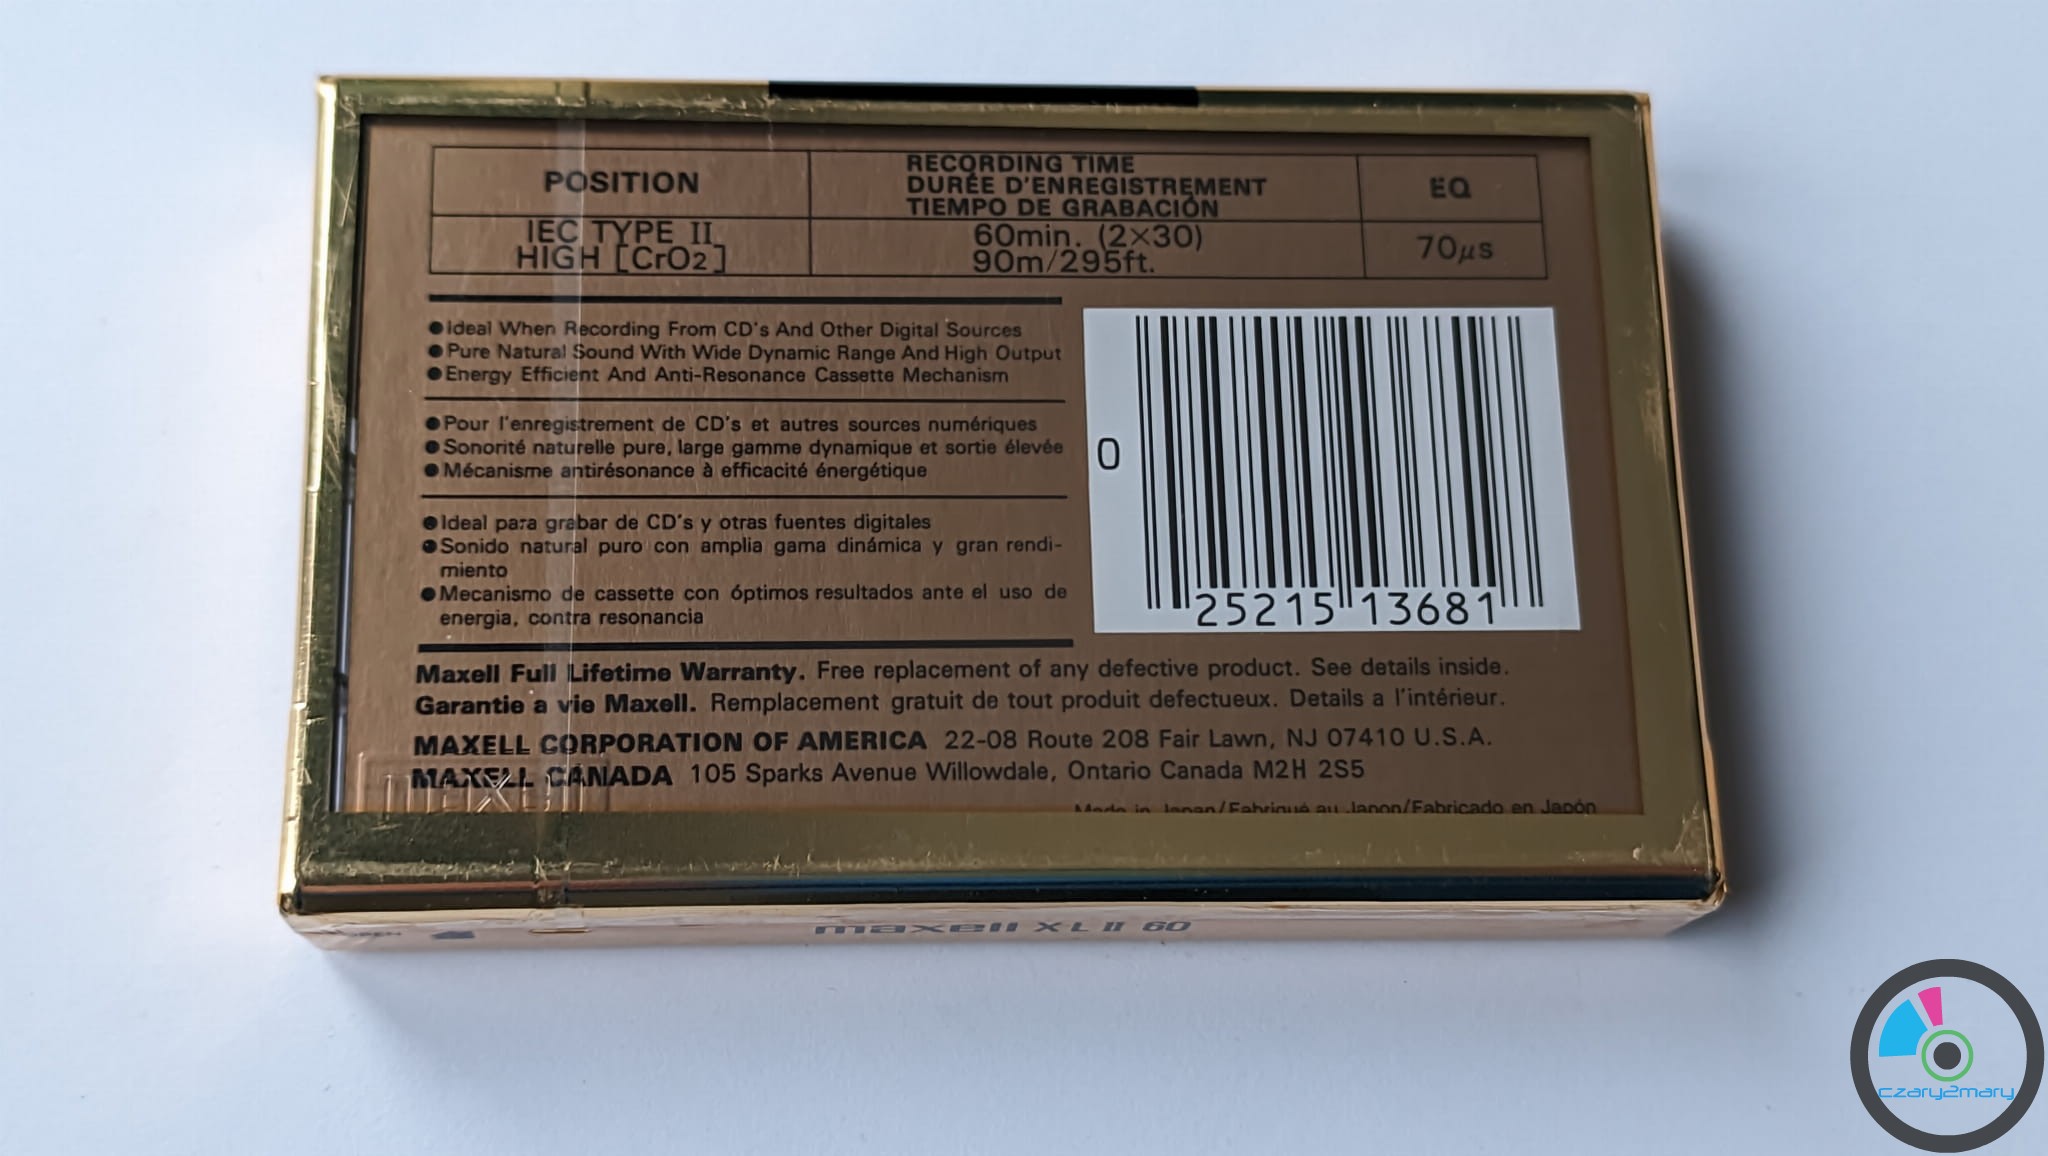 POSITION
RECORDING TIME
DURÉE D'ENREGISTREMENT
TIEMPO DE GRABACIÓN
EQ
IEC TYPE II
HIGH [CrO2]
60min. (2×30)
90m/295ft.
70µs
●Ideal When Recording From CD's And Other Digital Sources
●Pure Natural Sound With Wide Dynamic Range And High Output
●Energy Efficient And Anti-Resonance Cassette Mechanism
●Pour l'enregistrement de CD's et autres sources numériques
●Sonorité naturelle pure, large gamme dynamique et sortie élevée
●Mécanisme antirésonance à efficacité énergétique
●Ideal para grabar de CD's y otras fuentes digitales
●Sonido natural puro con amplia gama dinámica y gran rendi-
miento
●Mecanismo de cassette con óptimos resultados ante el uso de
energia, contra resonancia
0
25215 13681
Maxell Full Lifetime Warranty. Free replacement of any defective product. See details inside.
Garantie a vie Maxell. Remplacement gratuit de tout produit defectueux. Details a l'intérieur.
MAXELL CORPORATION OF AMERICA 22-08 Route 208 Fair Lawn, NJ 07410 U.S.A.
MAXELL CANADA 105 Sparks Avenue Willowdale, Ontario Canada M2H 2S5
maxell
Made in Japan/Fabriqué au Japon/Fabricado en Japón
OPEN
maxell XL II 60
czary2mary